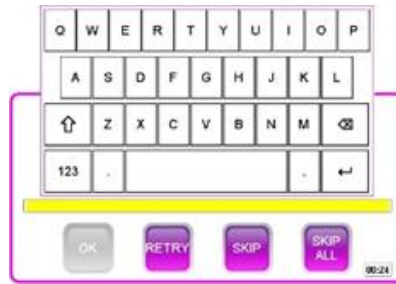 Q W E R T Y U I O P
A S D F G H J K L
Z X C V B N M
123 . .
OK RETRY SKIP SKIP ALL
00:24